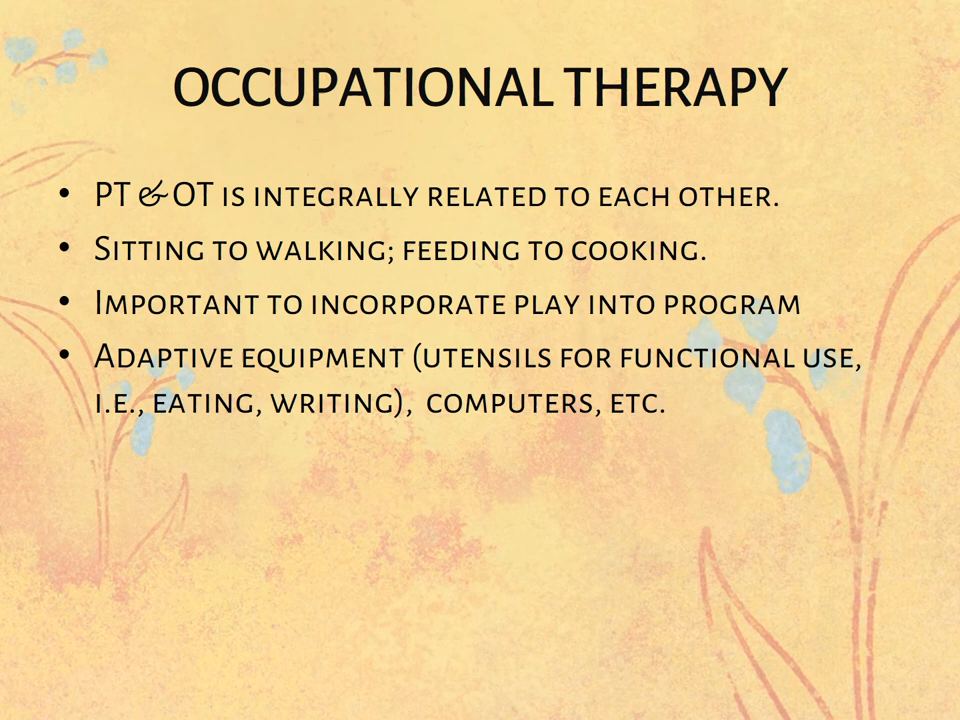 OCCUPATIONAL THERAPY
• PT & OT is integrally related to each other.
• Sitting to walking; feeding to cooking.
• Important to incorporate play into program
• Adaptive equipment (utensils for functional use,
i.e., eating, writing), computers, etc.